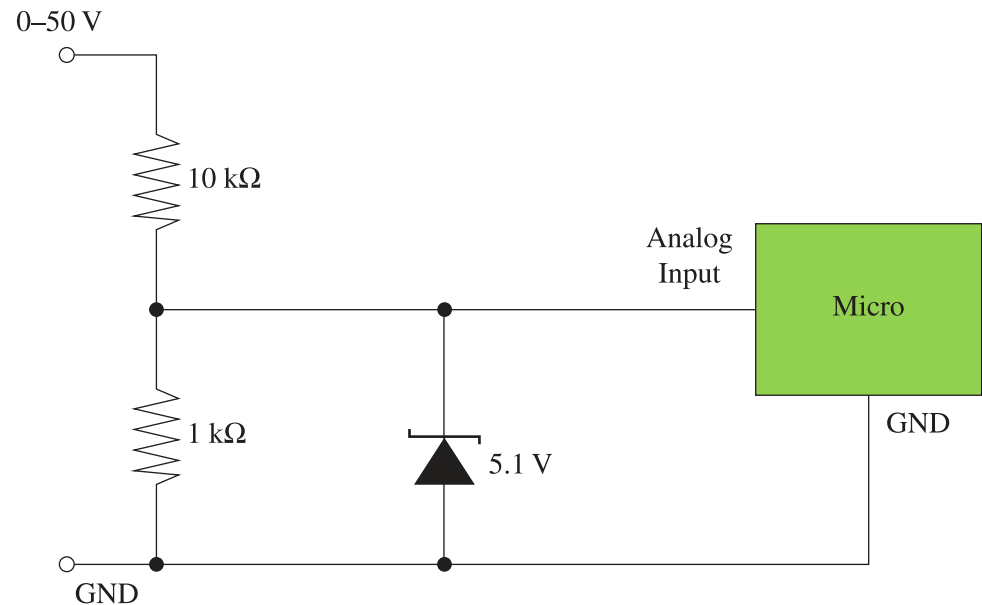 0–50 V
10 kΩ
Analog
Input
Micro
1 kΩ
GND
5.1 V
GND